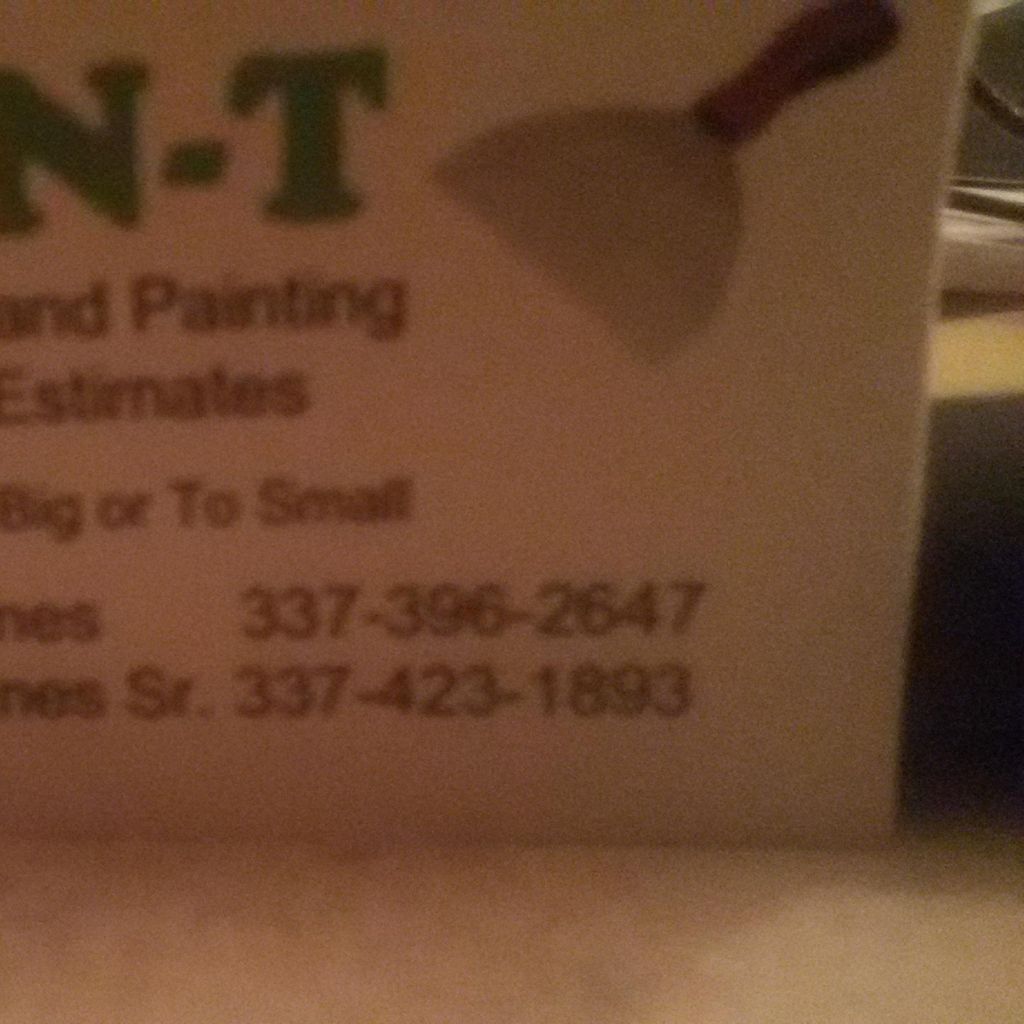 N-T
and Painting
Estimates
Big or To Small
nes 337-396-2647
nes Sr. 337-423-1893